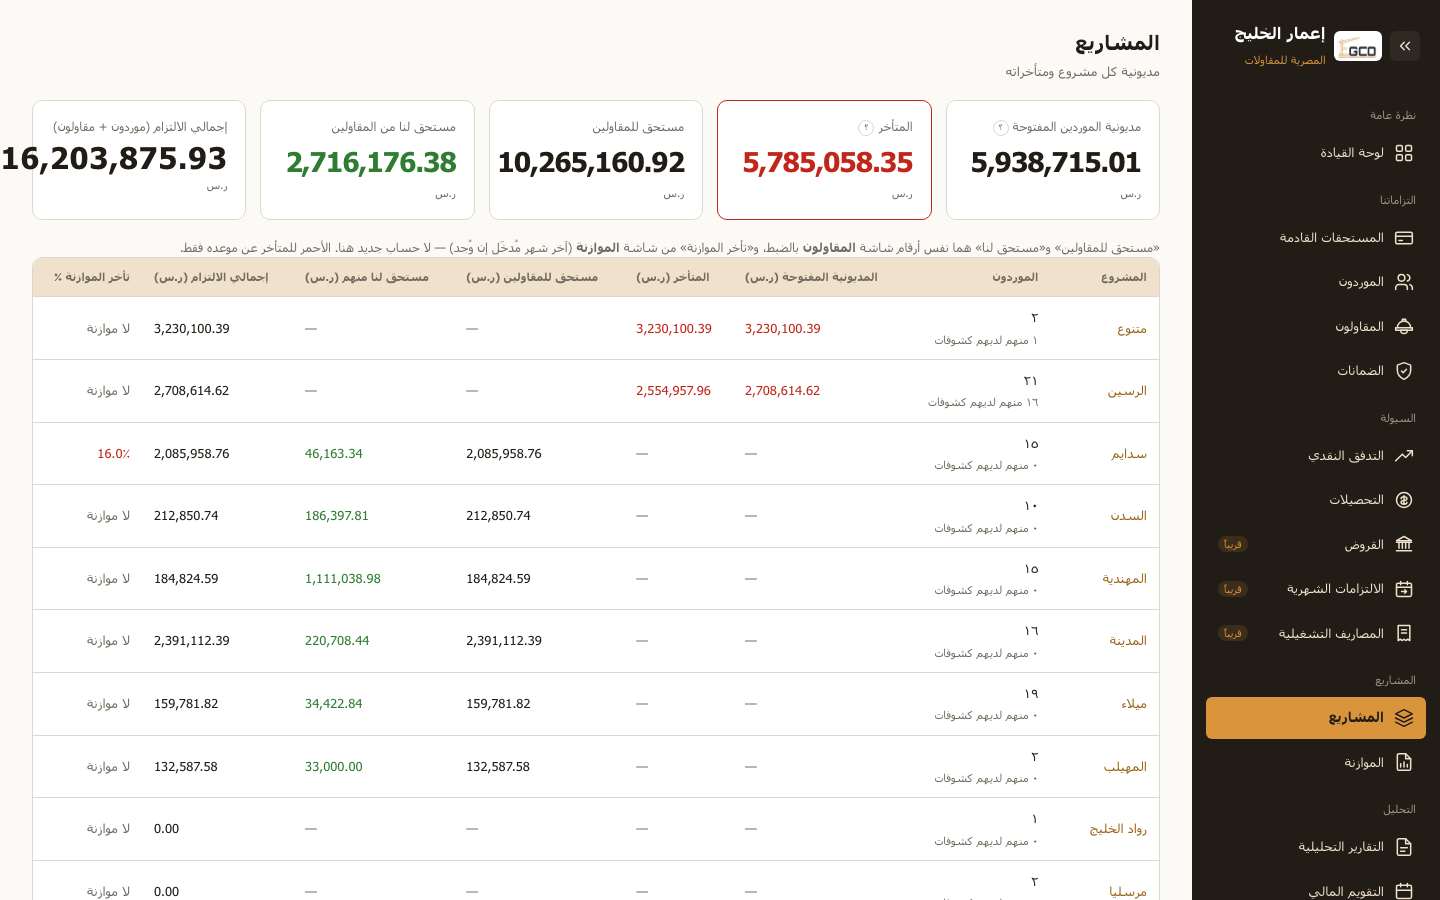 إعمار الخليج
المصرية للمقاولات
GCO
نظرة عامة
لوحة القيادة
التزاماتنا
المستحقات القادمة
الموردون
المقاولون
الضمانات
السيولة
التدفق النقدي
التحصيلات
القروض
قريباً
الالتزامات الشهرية
قريباً
المصاريف التشغيلية
قريباً
المشاريع
المشاريع
الموازنة
التحليل
التقارير التحليلية
التقويم المالي
المشاريع
مديونية كل مشروع ومتأخراته
مديونية الموردين المفتوحة ؟
5,938,715.01
ر.س
المتأخر ؟
5,785,058.35
ر.س
مستحق للمقاولين
10,265,160.92
ر.س
مستحق لنا من المقاولين
2,716,176.38
ر.س
إجمالي الالتزام (موردون + مقاولون)
16,203,875.93
ر.س
«مستحق للمقاولين» و«مستحق لنا» هما نفس أرقام شاشة المقاولون بالضبط، و«تأخر الموازنة» من شاشة الموازنة (آخر شهر مُدخَل إن وُجد) — لا حساب جديد هنا. الأحمر للمتأخر عن موعده فقط.
المشروع الموردون المديونية المفتوحة (ر.س) المتأخر (ر.س) مستحق للمقاولين (ر.س) مستحق لنا منهم (ر.س) إجمالي الالتزام (ر.س) تأخر الموازنة %
متنوع ٢ 3,230,100.39 3,230,100.39 — — 3,230,100.39 لا موازنة
١ منهم لديهم كشوفات
الرسين ٢١ 2,708,614.62 2,554,957.96 — — 2,708,614.62 لا موازنة
١٦ منهم لديهم كشوفات
سدايم ١٥ — — 2,085,958.76 46,163.34 2,085,958.76 16.0٪
٠ منهم لديهم كشوفات
السدن ١٠ — — 212,850.74 186,397.81 212,850.74 لا موازنة
٠ منهم لديهم كشوفات
المهندية ١٥ — — 184,824.59 1,111,038.98 184,824.59 لا موازنة
٠ منهم لديهم كشوفات
المدينة ١٦ — — 2,391,112.39 220,708.44 2,391,112.39 لا موازنة
٠ منهم لديهم كشوفات
ميلاء ١٩ — — 159,781.82 34,422.84 159,781.82 لا موازنة
٠ منهم لديهم كشوفات
المهيلب ٢ — — 132,587.58 33,000.00 132,587.58 لا موازنة
٠ منهم لديهم كشوفات
رواد الخليج ١ — — — — 0.00 لا موازنة
٠ منهم لديهم كشوفات
مرسليا ٢ — — — — 0.00 لا موازنة